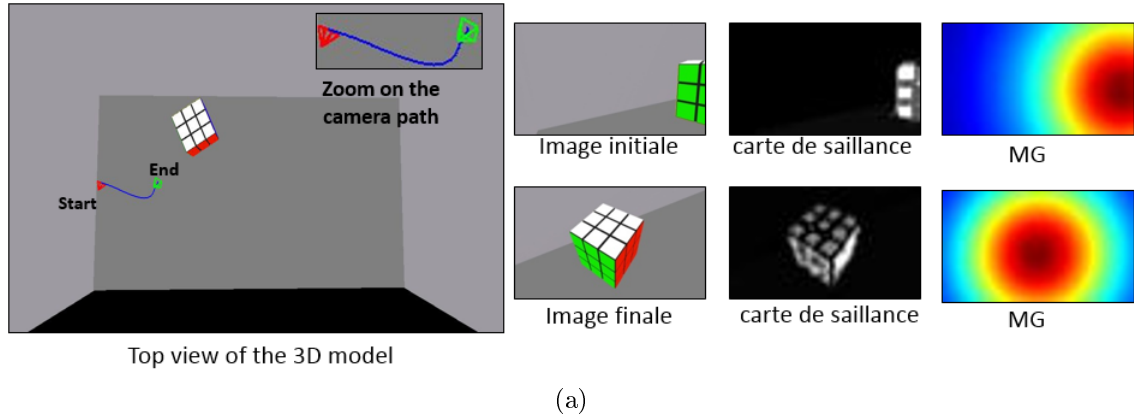 Zoom on the
camera path
End
Start
Top view of the 3D model
Image initiale
carte de saillance
MG
Image finale
carte de saillance
MG
(a)